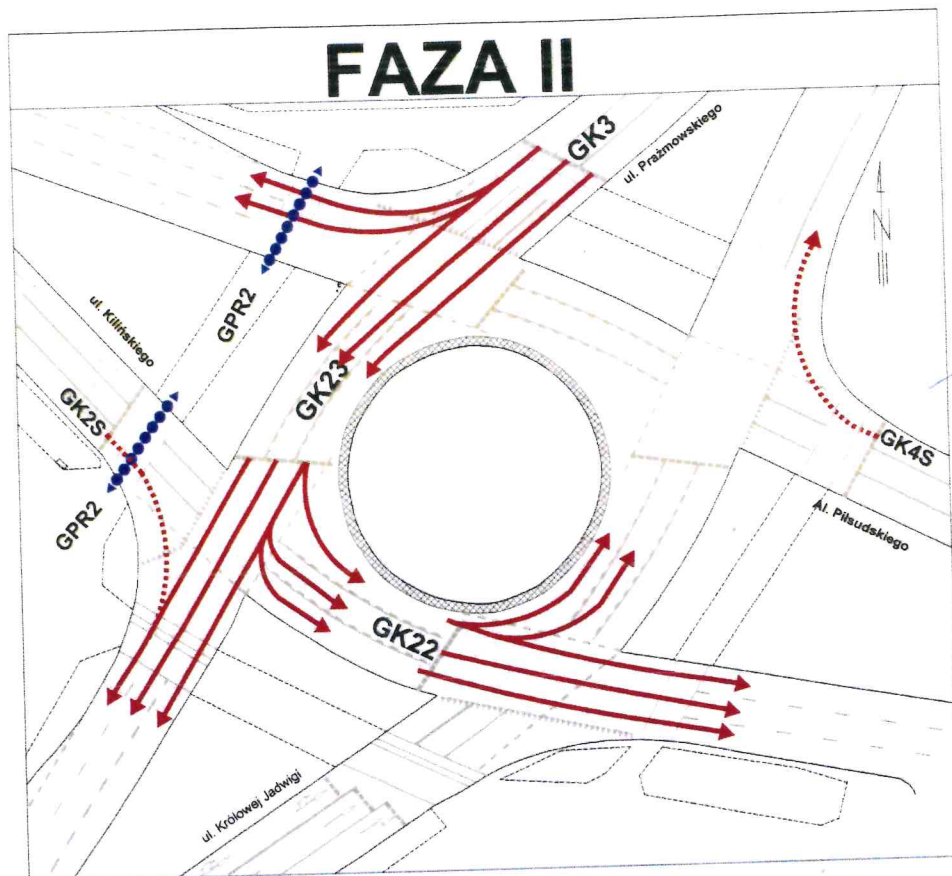 FAZA II
GK3
ul. Prażmowskiego
N
ul. Kilińskiego
GPR2
GK23
GK2S
GPR2
GK4S
Al. Piłsudskiego
GK22
ul. Królowej Jadwigi